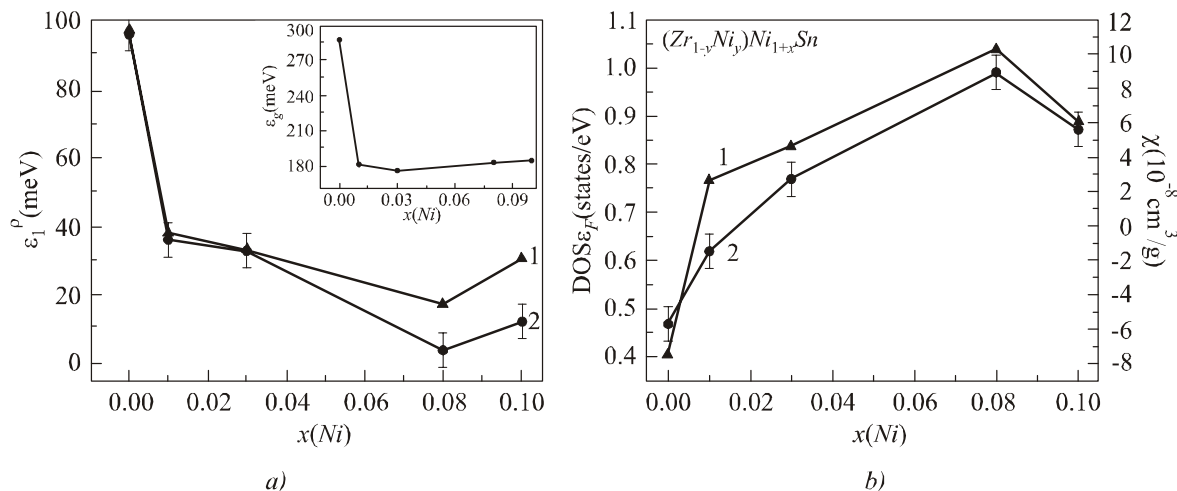 100
80
60
40
20
0
ε₁ᵖ(meV)
300
270
240
210
180
εg(meV)
0.00 0.03 0.06 0.09
x(Ni)
1
2
0.00 0.02 0.04 0.06 0.08 0.10
x(Ni)
a)
(Zr₁₋yNiy)Ni₁₊ₓSn
1.1
1.0
0.9
0.8
0.7
0.6
0.5
0.4
DOSεF(states/eV)
1
2
12
10
8
6
4
2
0
-2
-4
-6
-8
χ(10⁻⁸cm³/g)
0.00 0.02 0.04 0.06 0.08 0.10
x(Ni)
b)